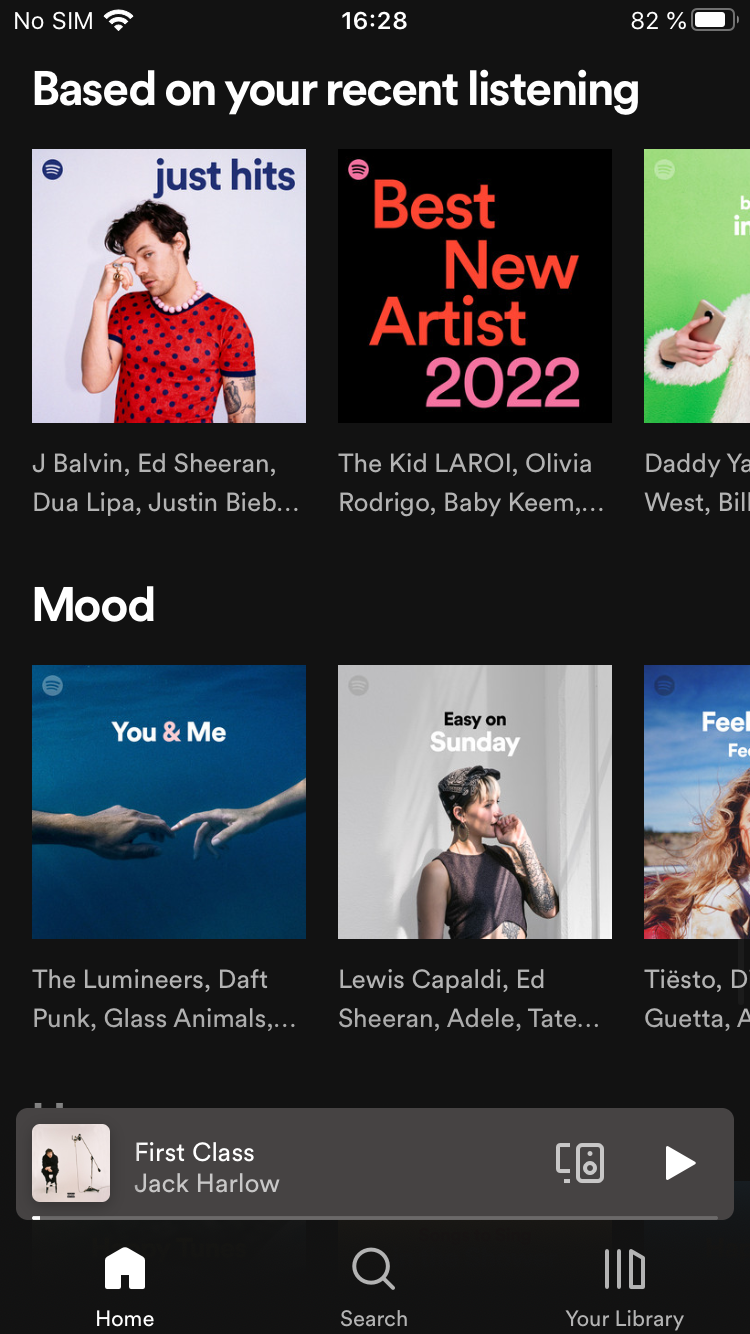 No SIM 16:28 82 %
Based on your recent listening
just hits
Best
New
Artist
2022
J Balvin, Ed Sheeran,
Dua Lipa, Justin Bieb...
The Kid LAROI, Olivia
Rodrigo, Baby Keem,...
Daddy Ya
West, Bill
Mood
You & Me
Easy on
Sunday
Feel
Fee
The Lumineers, Daft
Punk, Glass Animals,...
Lewis Capaldi, Ed
Sheeran, Adele, Tate...
Tiësto, D
Guetta, A
First Class
Jack Harlow
Home
Search
Your Library